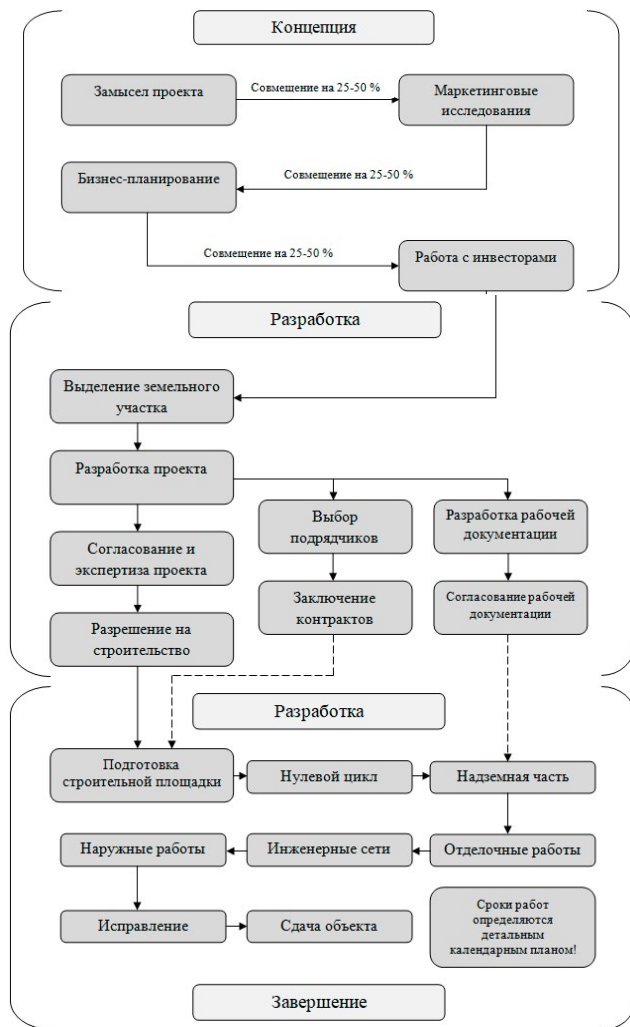 Концепция
Замысел проекта
Совмещение на 25-50 %
Маркетинговые
исследования
Бизнес-планирование
Совмещение на 25-50 %
Совмещение на 25-50 %
Работа с инвесторами
Разработка
Выделение земельного
участка
Разработка проекта
Выбор
подрядчиков
Разработка рабочей
документации
Согласование и
экспертиза проекта
Заключение
контрактов
Согласование рабочей
документации
Разрешение на
строительство
Разработка
Подготовка
строительной площадки
Нулевой цикл
Надземная часть
Наружные работы
Инженерные сети
Отделочные работы
Исправление
Сдача объекта
Сроки работ
определяются
детальным
календарным планом!
Завершение